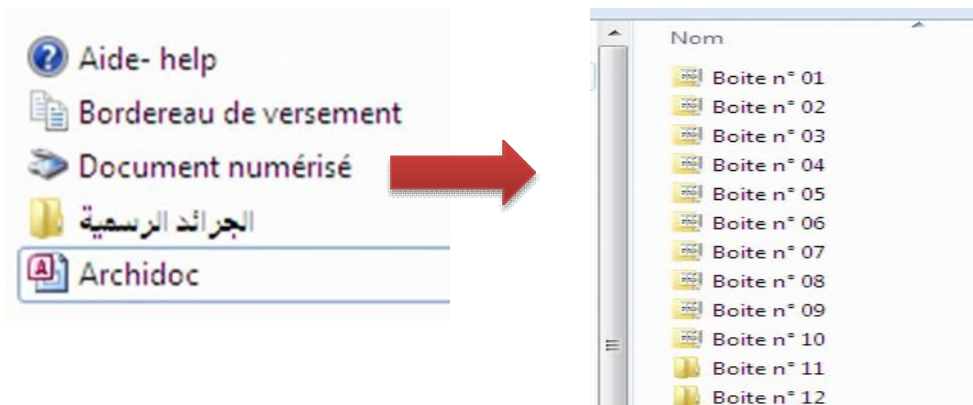 Aide- help
Bordereau de versement
Document numérisé
الجرائد الرسمية
Archidoc
Nom
Boite n° 01
Boite n° 02
Boite n° 03
Boite n° 04
Boite n° 05
Boite n° 06
Boite n° 07
Boite n° 08
Boite n° 09
Boite n° 10
Boite n° 11
Boite n° 12